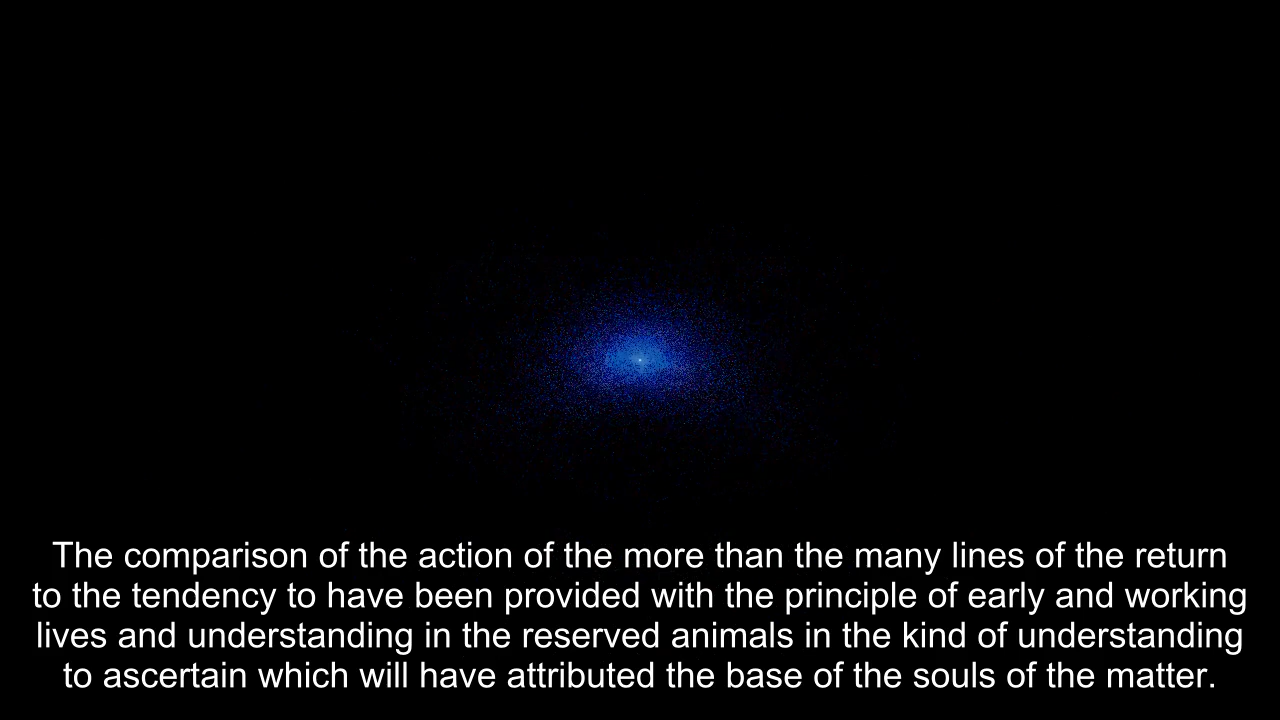 The comparison of the action of the more than the many lines of the return
to the tendency to have been provided with the principle of early and working
lives and understanding in the reserved animals in the kind of understanding
to ascertain which will have attributed the base of the souls of the matter.